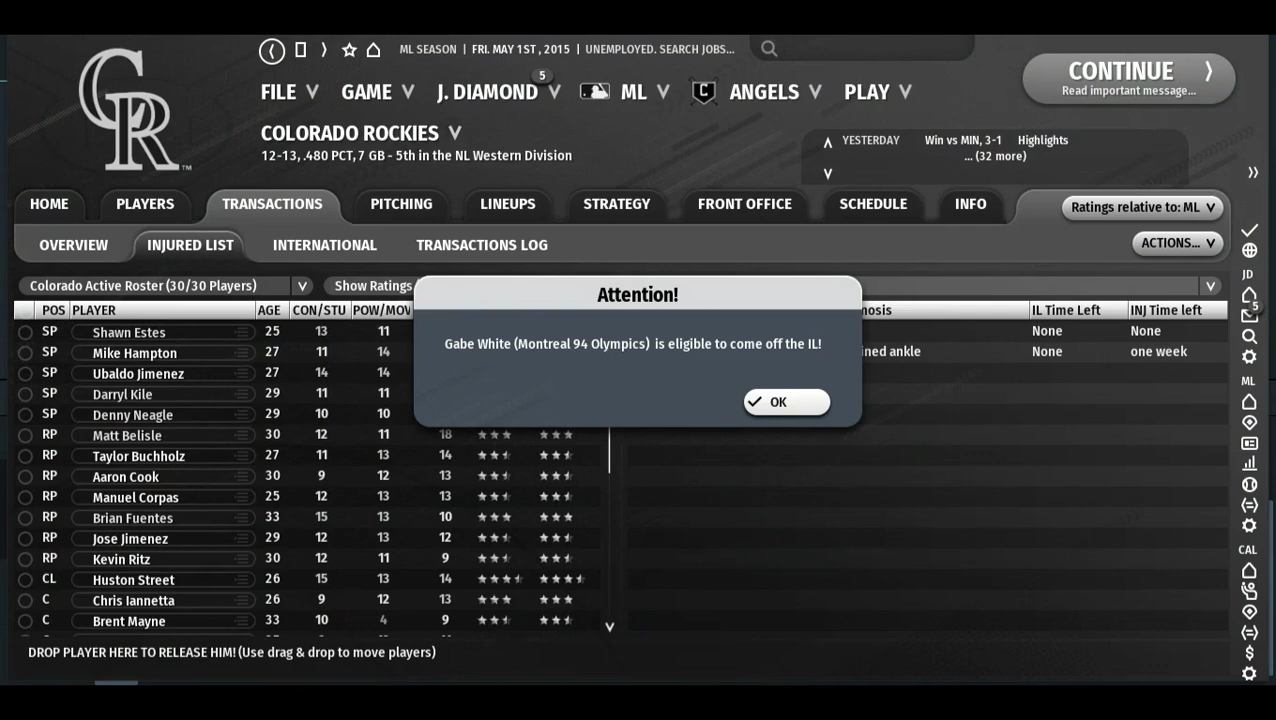 ML SEASON | FRI. MAY 1ST, 2015 | UNEMPLOYED. SEARCH JOBS...
5
FILE GAME J. DIAMOND ML ANGELS PLAY
CONTINUE
Read important message...
COLORADO ROCKIES
12-13, .480 PCT, 7 GB - 5th in the NL Western Division
YESTERDAY Win vs MIN, 3-1 Highlights
... (32 more)
HOME PLAYERS TRANSACTIONS PITCHING LINEUPS STRATEGY FRONT OFFICE SCHEDULE INFO Ratings relative to: ML
OVERVIEW INJURED LIST INTERNATIONAL TRANSACTIONS LOG ACTIONS...
Colorado Active Roster (30/30 Players) Show Ratings
POS PLAYER AGE CON/STU POW/MOV nosis IL Time Left INJ Time left
SP Shawn Estes 25 13 11 None None
SP Mike Hampton 27 11 14 ined ankle None one week
SP Ubaldo Jimenez 27 14 14
SP Darryl Kile 29 11 11
SP Denny Neagle 29 10 10
RP Matt Belisle 30 12 11 18
RP Taylor Buchholz 27 11 13 14
RP Aaron Cook 30 9 12 13
RP Manuel Corpas 25 12 13 13
RP Brian Fuentes 33 15 13 10
RP Jose Jimenez 29 12 13 12
RP Kevin Ritz 30 12 11 9
CL Huston Street 26 15 13 14
C Chris Iannetta 26 9 12 13
C Brent Mayne 33 10 4 9
DROP PLAYER HERE TO RELEASE HIM! (Use drag & drop to move players)
Attention!
Gabe White (Montreal 94 Olympics) is eligible to come off the IL!
OK
JD
5
ML
CAL